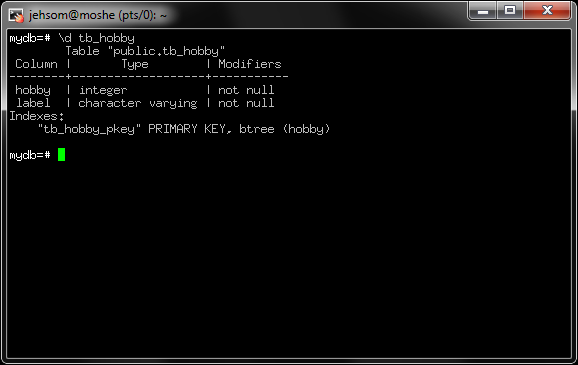 jehsom@moshe (pts/0): ~
mydb=# \d tb_hobby
Table "public.tb_hobby"
Column | Type | Modifiers
--------+-------------------+-----------
hobby | integer | not null
label | character varying | not null
Indexes:
"tb_hobby_pkey" PRIMARY KEY, btree (hobby)
mydb=#